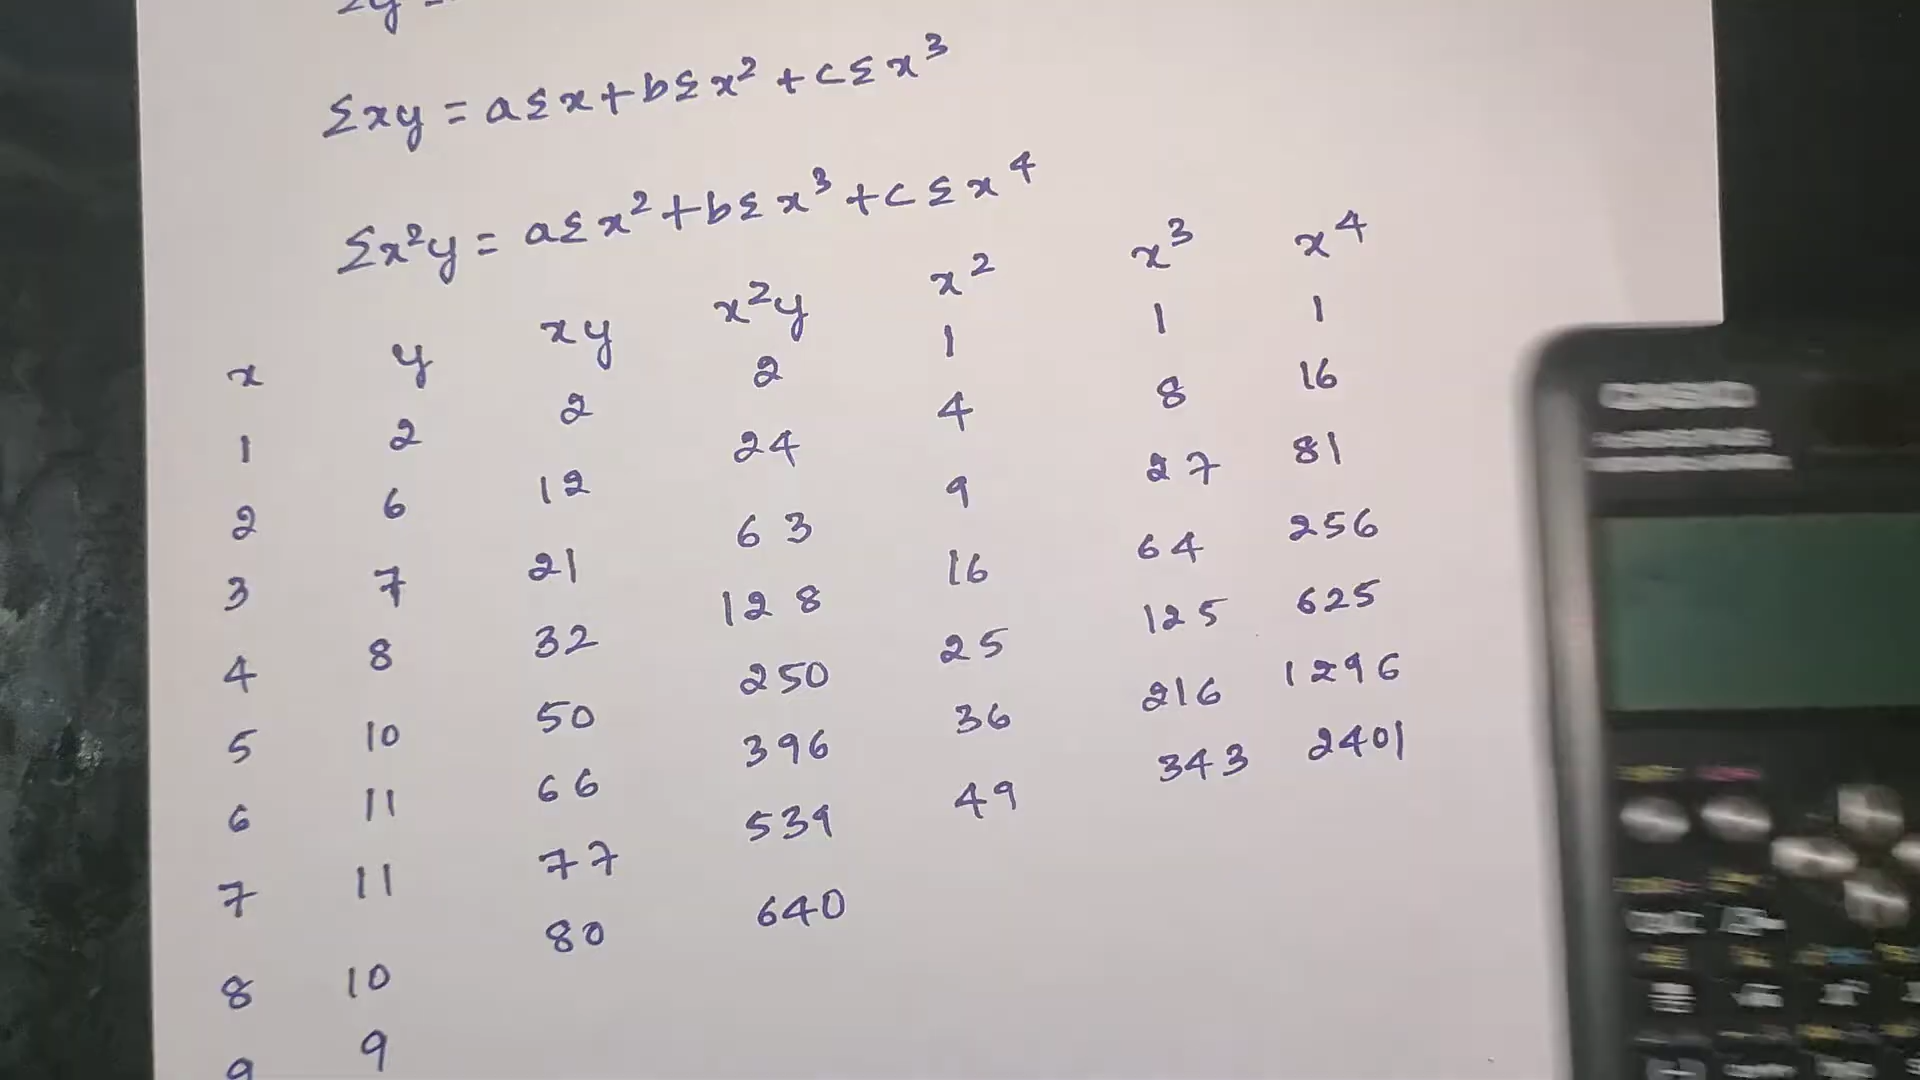 Σxy = aΣx + bΣx² + cΣx³
Σx²y = aΣx² + bΣx³ + cΣx⁴
x y xy x²y x² x³ x⁴
1 2 2 2 1 1 1
2 6 12 24 4 8 16
3 7 21 63 9 27 81
4 8 32 128 16 64 256
5 10 50 250 25 125 625
6 11 66 396 36 216 1296
7 11 77 539 49 343 2401
8 10 80 640
9 9